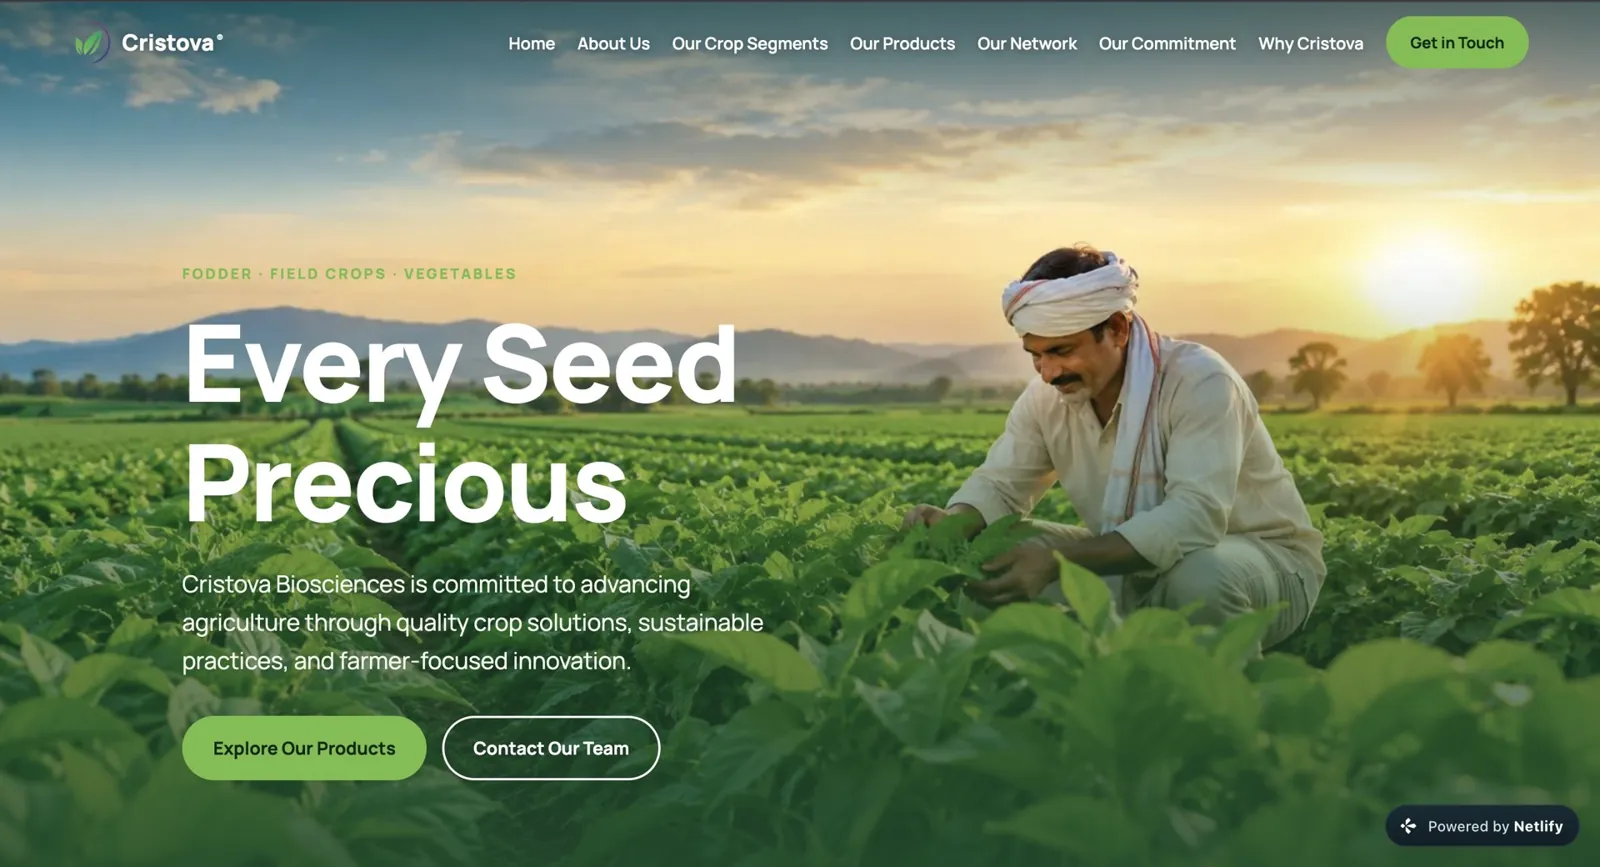 Cristova®
Home About Us Our Crop Segments Our Products Our Network Our Commitment Why Cristova Get in Touch
FODDER · FIELD CROPS · VEGETABLES
Every Seed
Precious
Cristova Biosciences is committed to advancing
agriculture through quality crop solutions, sustainable
practices, and farmer-focused innovation.
Explore Our Products Contact Our Team
Powered by Netlify